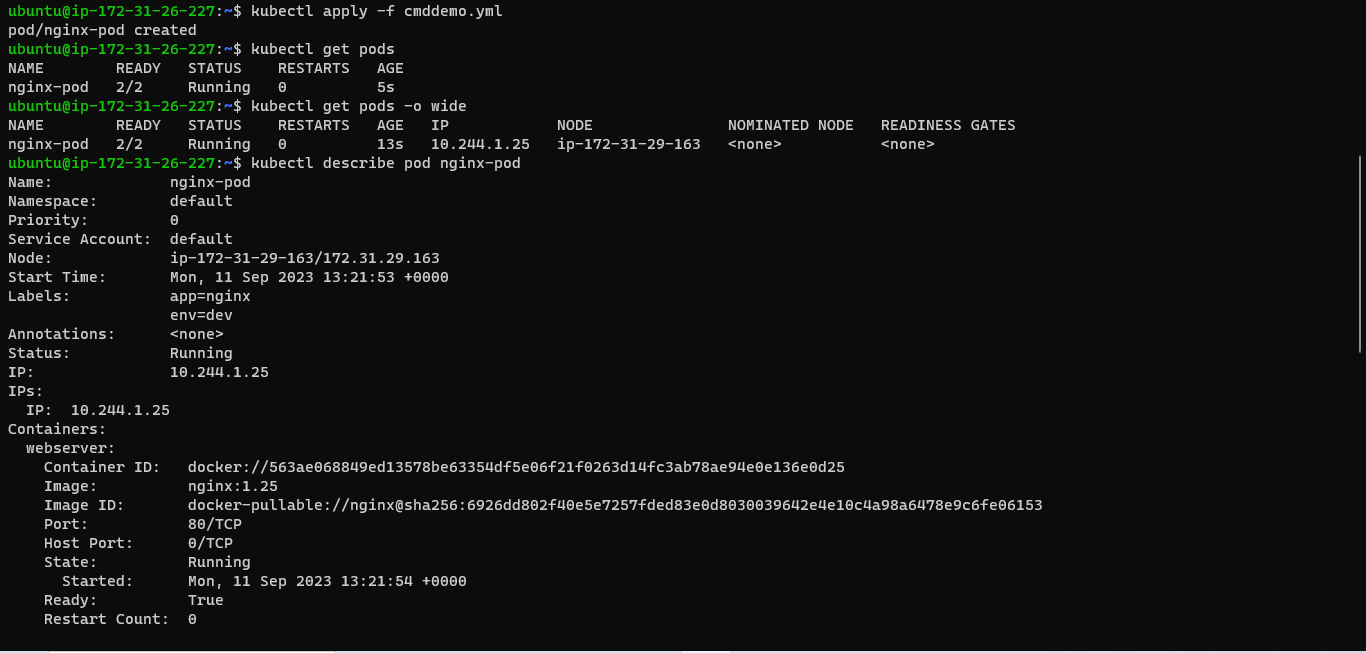 ubuntu@ip-172-31-26-227:~$ kubectl apply -f cmddemo.yml
pod/nginx-pod created
ubuntu@ip-172-31-26-227:~$ kubectl get pods
NAME        READY   STATUS    RESTARTS   AGE
nginx-pod   2/2     Running   0          5s
ubuntu@ip-172-31-26-227:~$ kubectl get pods -o wide
NAME        READY   STATUS    RESTARTS   AGE   IP            NODE               NOMINATED NODE   READINESS GATES
nginx-pod   2/2     Running   0          13s   10.244.1.25   ip-172-31-29-163   <none>           <none>
ubuntu@ip-172-31-26-227:~$ kubectl describe pod nginx-pod
Name:             nginx-pod
Namespace:        default
Priority:         0
Service Account:  default
Node:             ip-172-31-29-163/172.31.29.163
Start Time:       Mon, 11 Sep 2023 13:21:53 +0000
Labels:           app=nginx
                  env=dev
Annotations:      <none>
Status:           Running
IP:               10.244.1.25
IPs:
  IP:  10.244.1.25
Containers:
  webserver:
    Container ID:   docker://563ae068849ed13578be63354df5e06f21f0263d14fc3ab78ae94e0e136e0d25
    Image:          nginx:1.25
    Image ID:       docker-pullable://nginx@sha256:6926dd802f40e5e7257fded83e0d8030039642e4e10c4a98a6478e9c6fe06153
    Port:           80/TCP
    Host Port:      0/TCP
    State:          Running
      Started:      Mon, 11 Sep 2023 13:21:54 +0000
    Ready:          True
    Restart Count:  0